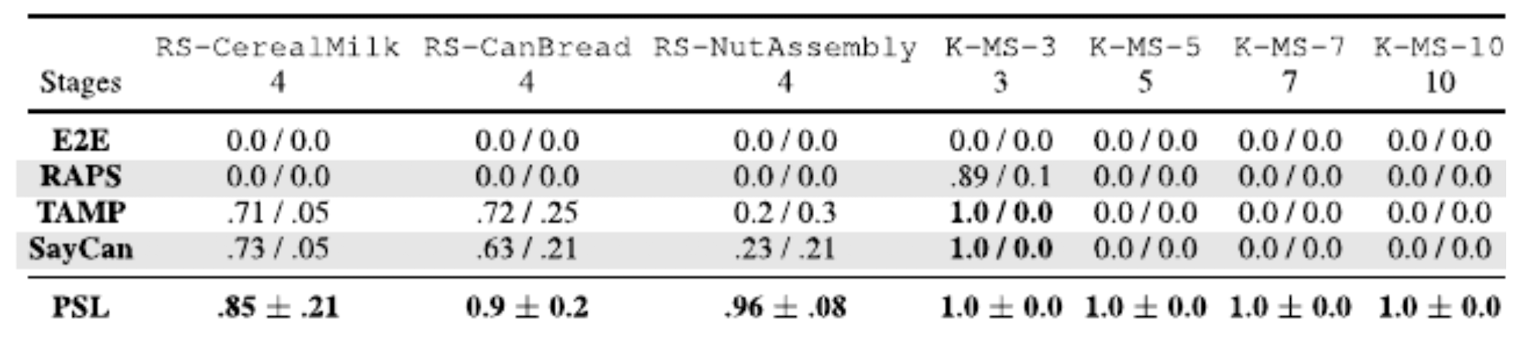 RS-CerealMilk RS-CanBread RS-NutAssembly K-MS-3 K-MS-5 K-MS-7 K-MS-10
Stages 4 4 4 3 5 7 10
E2E 0.0 / 0.0 0.0 / 0.0 0.0 / 0.0 0.0 / 0.0 0.0 / 0.0 0.0 / 0.0 0.0 / 0.0
RAPS 0.0 / 0.0 0.0 / 0.0 0.0 / 0.0 .89 / 0.1 0.0 / 0.0 0.0 / 0.0 0.0 / 0.0
TAMP .71 / .05 .72 / .25 0.2 / 0.3 1.0 / 0.0 0.0 / 0.0 0.0 / 0.0 0.0 / 0.0
SayCan .73 / .05 .63 / .21 .23 / .21 1.0 / 0.0 0.0 / 0.0 0.0 / 0.0 0.0 / 0.0
PSL .85 ± .21 0.9 ± 0.2 .96 ± .08 1.0 ± 0.0 1.0 ± 0.0 1.0 ± 0.0 1.0 ± 0.0